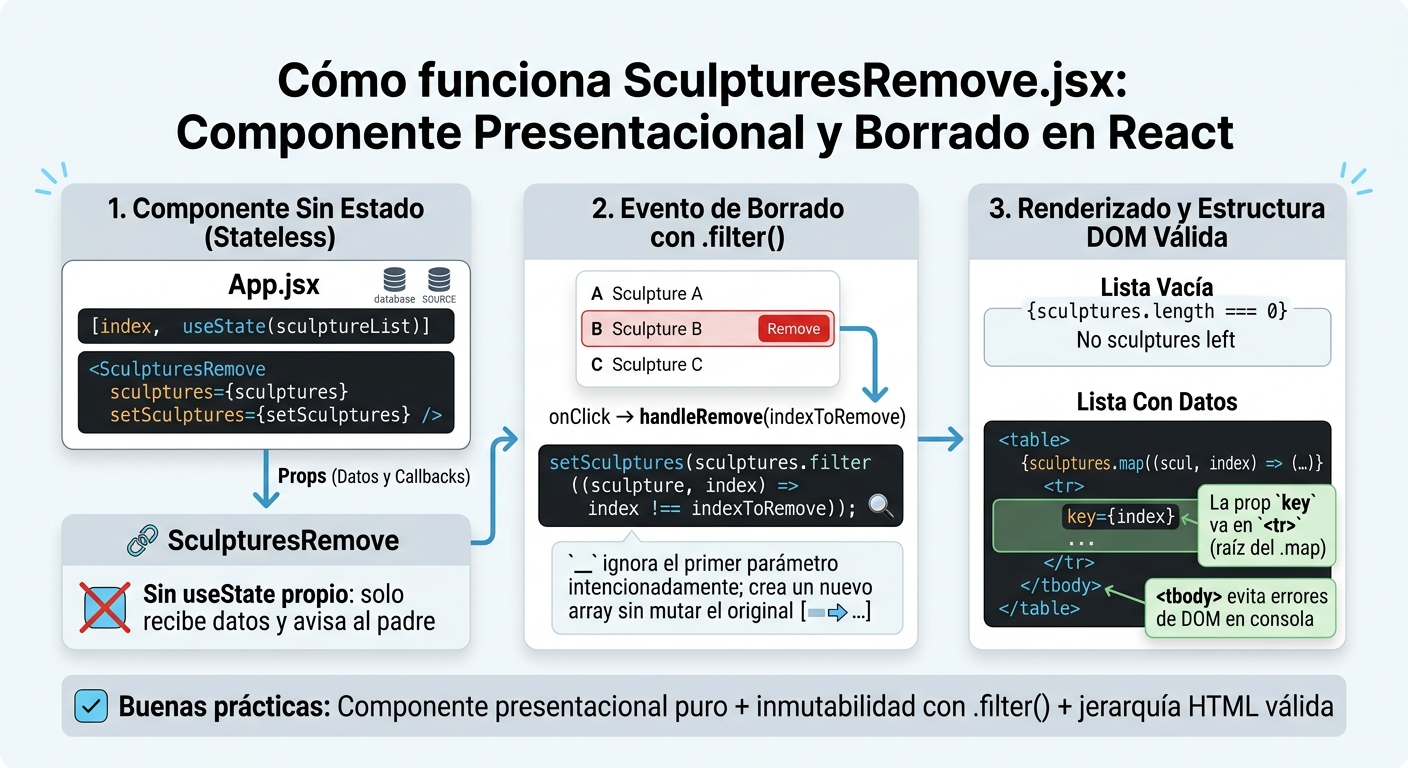 Cómo funciona SculpturesRemove.jsx:
Componente Presentacional y Borrado en React
1. Componente Sin Estado
(Stateless)
App.jsx
database
SOURCE
[index, useState(sculptureList)]
<SculpturesRemove
sculptures={sculptures}
setSculptures={setSculptures} />
Props (Datos y Callbacks)
SculpturesRemove
Sin useState propio: solo
recibe datos y avisa al padre
2. Evento de Borrado
con .filter()
A Sculpture A
B Sculpture B Remove
C Sculpture C
onClick → handleRemove(indexToRemove)
setSculptures(sculptures.filter
((sculpture, index) =>
index !== indexToRemove));
`__` ignora el primer parámetro
intencionadamente; crea un nuevo
array sin mutar el original [ ...]
3. Renderizado y Estructura
DOM Válida
Lista Vacía
{sculptures.length === 0}
No sculptures left
Lista Con Datos
<table>
{sculptures.map((scul, index) => (…)}
<tr>
key={index}
...
</tr>
</tbody>
</table>
La prop `key`
va en `<tr>`
(raíz del .map)
<tbody> evita errores
de DOM en consola
Buenas prácticas: Componente presentacional puro + inmutabilidad con .filter() + jerarquía HTML válida